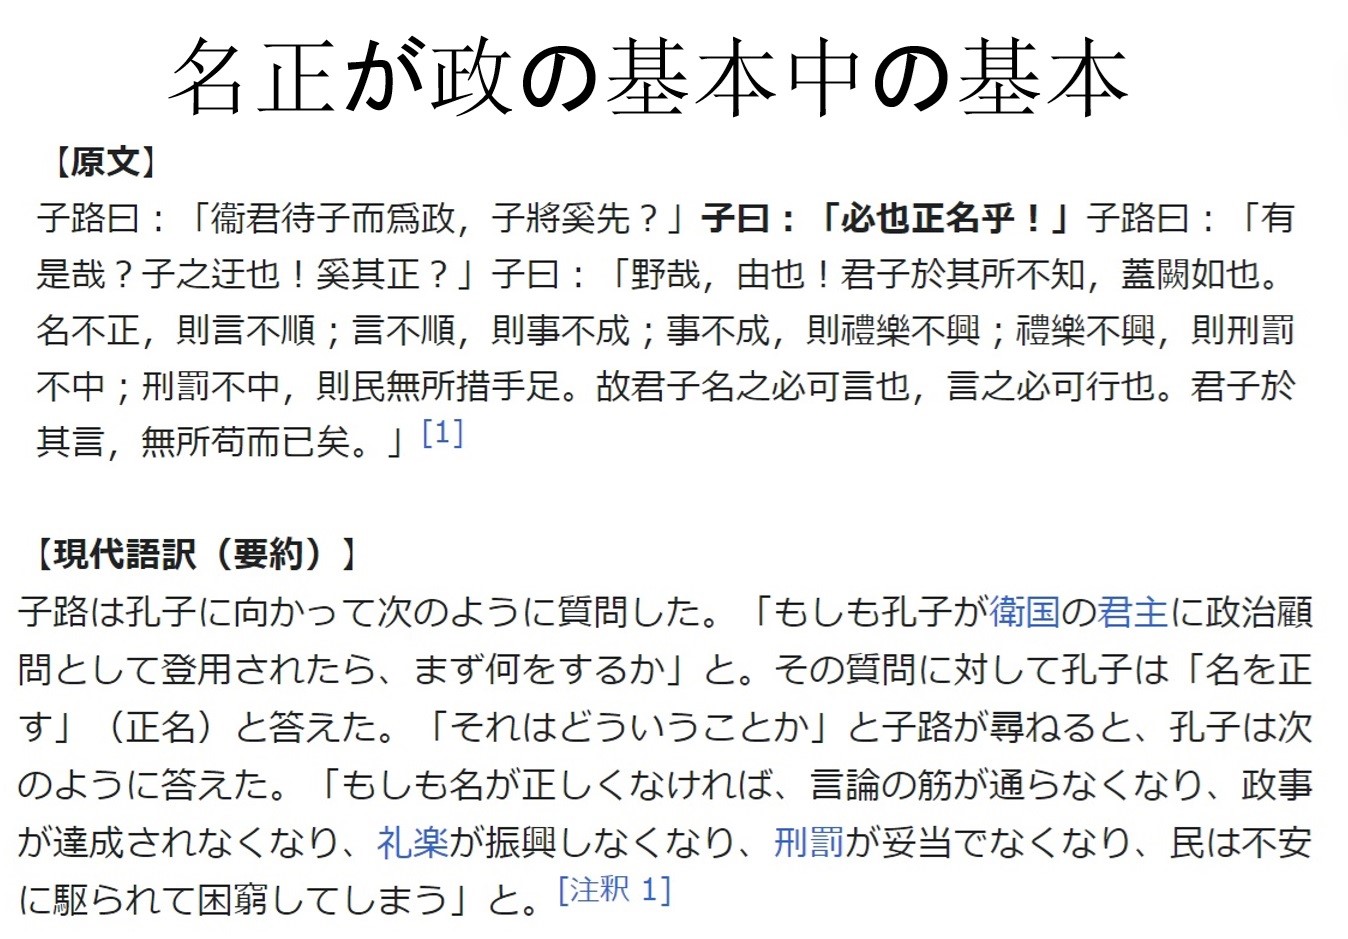 名正が政の基本中の基本
【原文】
子路曰：「衞君待子而爲政，子將奚先？」子曰：「必也正名乎！」子路曰：「有
是哉？子之迂也！奚其正？」子曰：「野哉，由也！君子於其所不知，蓋闕如也。
名不正，則言不順；言不順，則事不成；事不成，則禮樂不興；禮樂不興，則刑罰
不中；刑罰不中，則民無所措手足。故君子名之必可言也，言之必可行也。君子於
其言，無所苟而已矣。」[1]
【現代語訳（要約）】
子路は孔子に向かって次のように質問した。「もしも孔子が衛国の君主に政治顧
問として登用されたら、まず何をするか」と。その質問に対して孔子は「名を正
す」（正名）と答えた。「それはどういうことか」と子路が尋ねると、孔子は次
のように答えた。「もしも名が正しくなければ、言論の筋が通らなくなり、政事
が達成されなくなり、礼楽が振興しなくなり、刑罰が妥当でなくなり、民は不安
に駆られて困窮してしまう」と。[注釈 1]